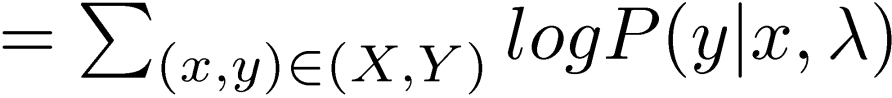 = ∑_{(x,y)∈(X,Y)} logP(y|x, λ)